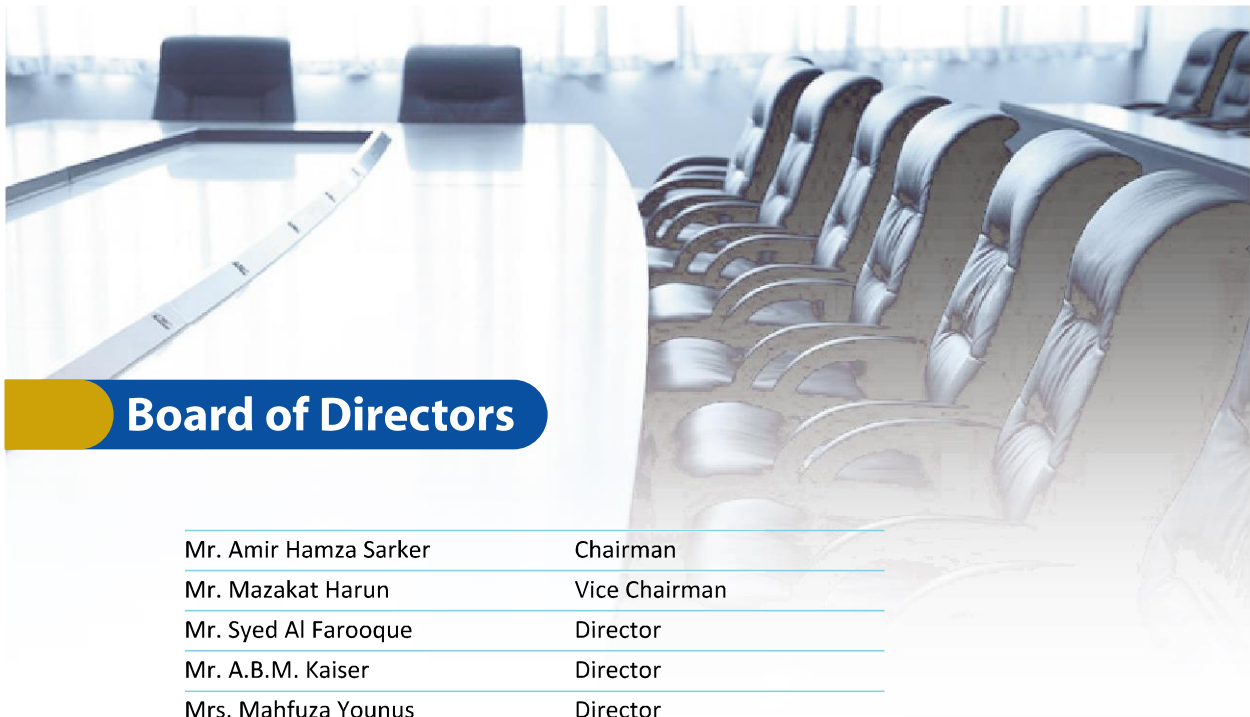 Board of Directors
Mr. Amir Hamza Sarker Chairman
Mr. Mazakat Harun Vice Chairman
Mr. Syed Al Farooque Director
Mr. A.B.M. Kaiser Director
Mrs. Mahfuza Younus Director